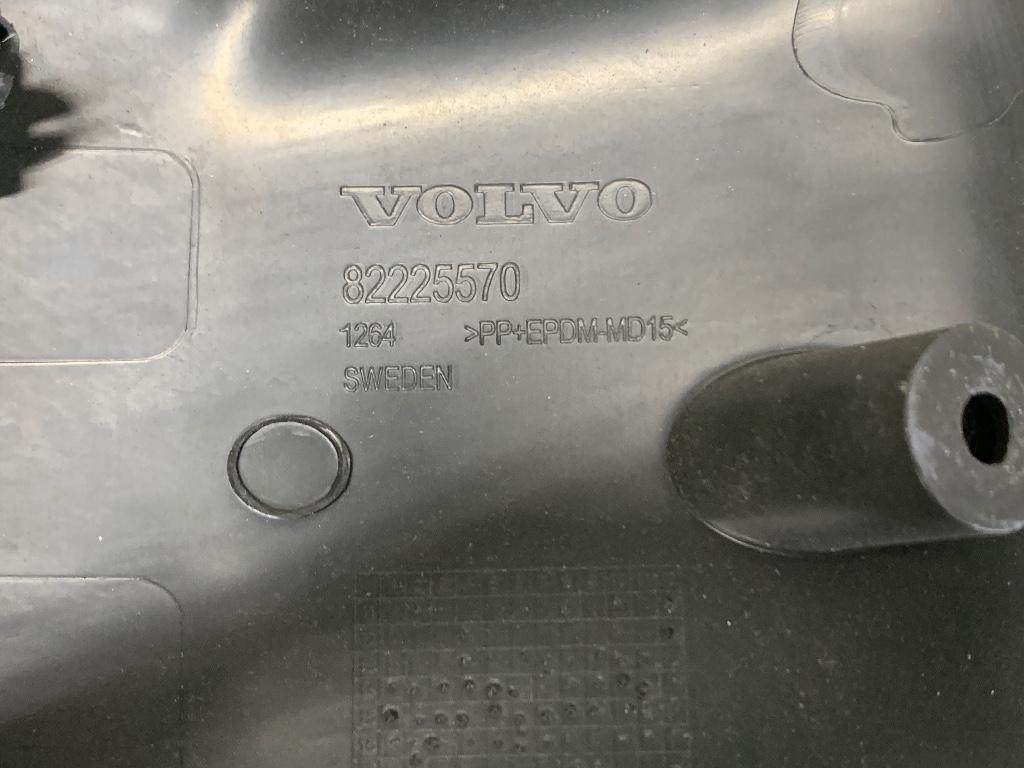 VOLVO
82225570
1264 >PP+EPDM-MD15<
SWEDEN